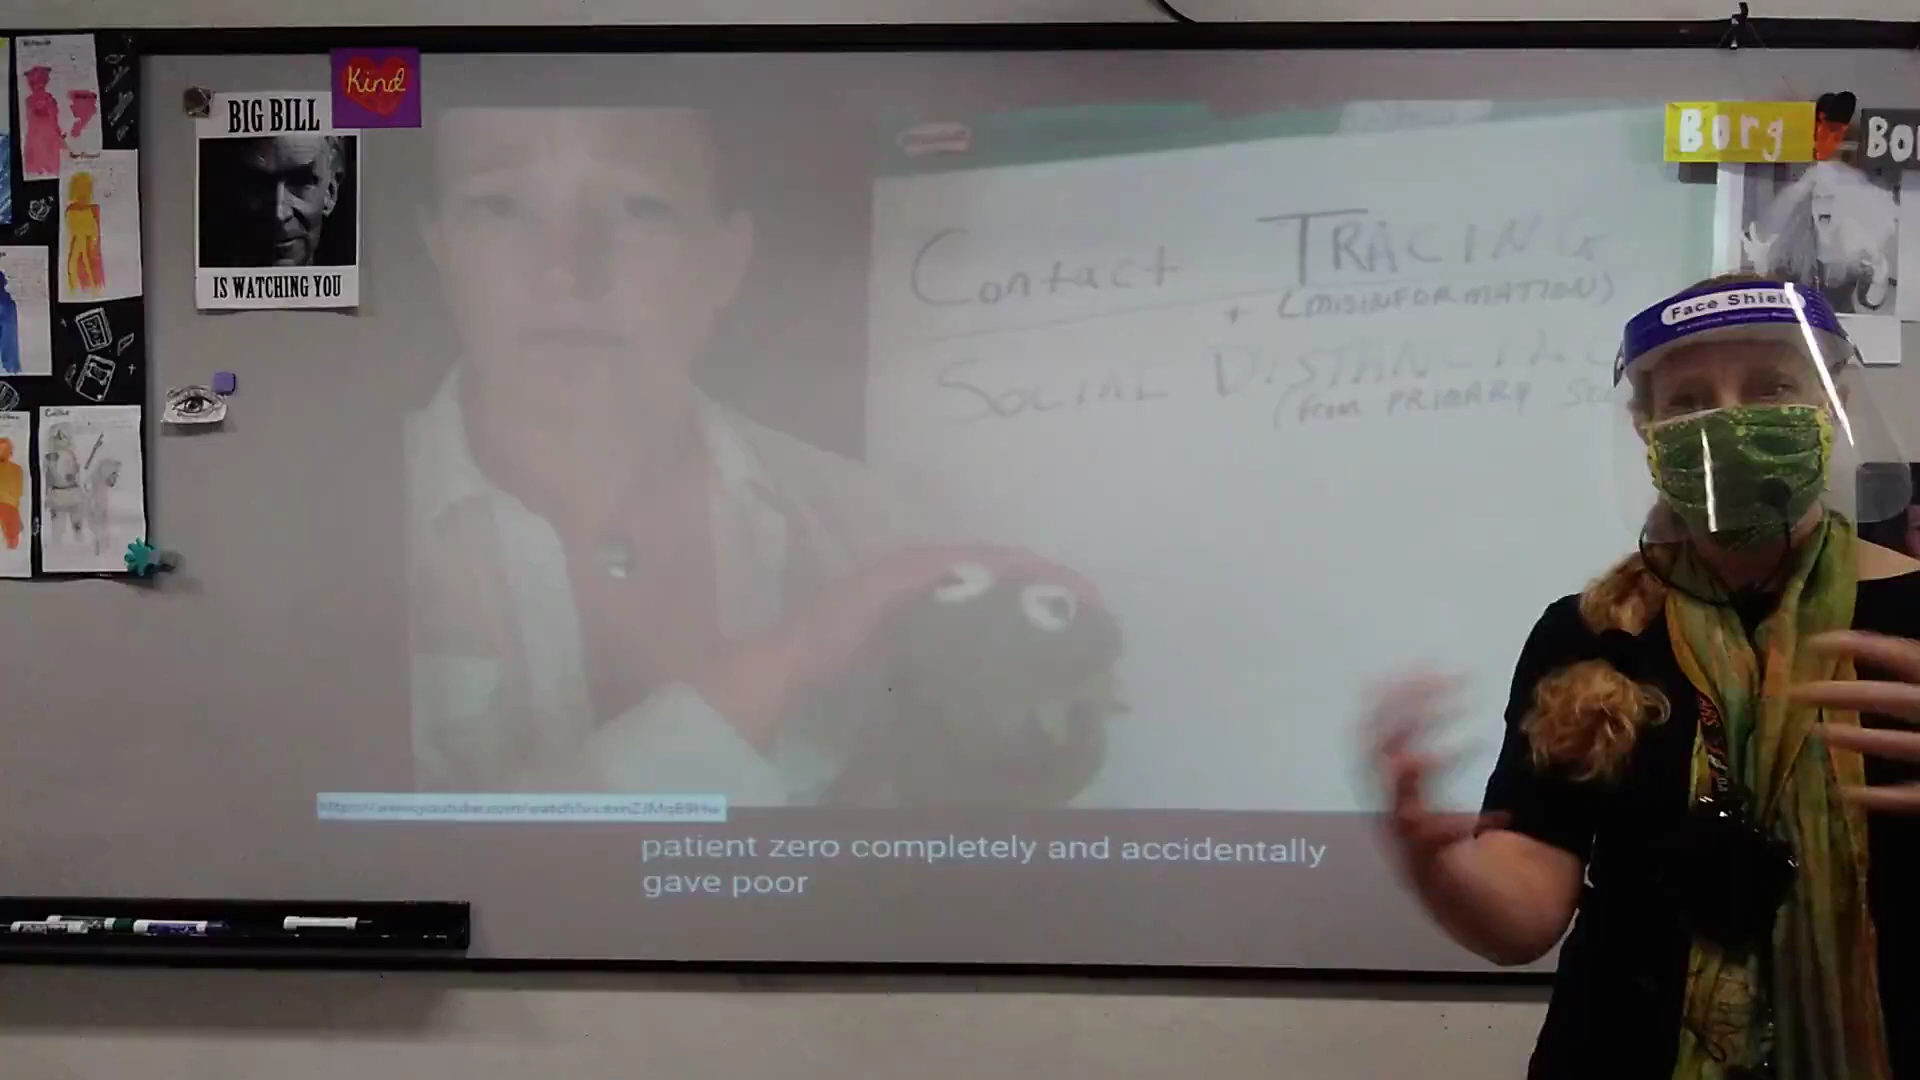 Kind
BIG BILL
IS WATCHING YOU
Borg
Face Shield
Contact TRACING
+ (MISINFORMATION)
SOCIAL DISTANCING
(from PRIMARY
patient zero completely and accidentally
gave poor